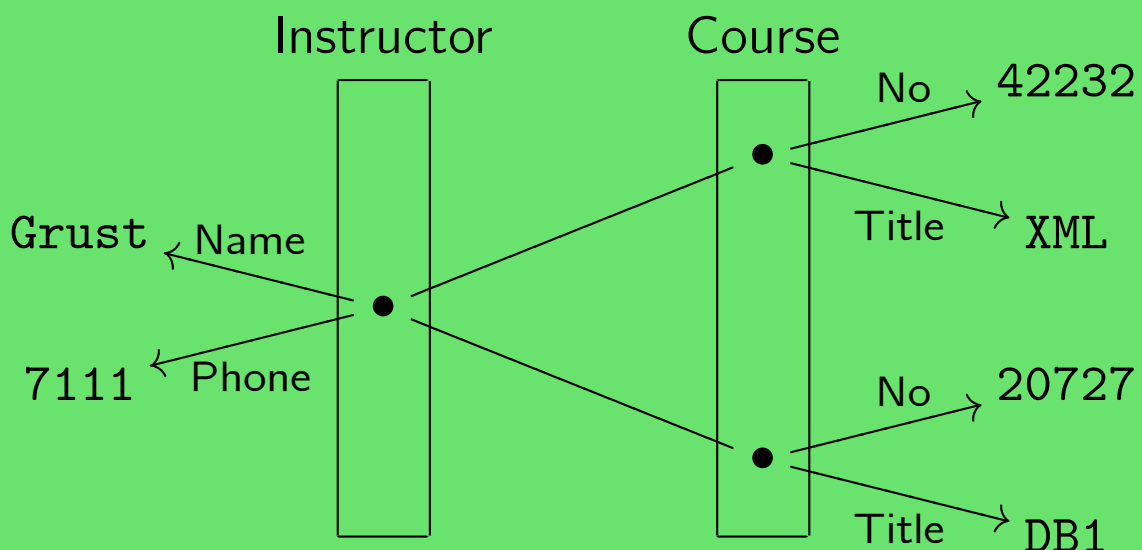 Instructor
Course
No
42232
Title
XML
Grust
Name
7111
Phone
No
20727
Title
DB1